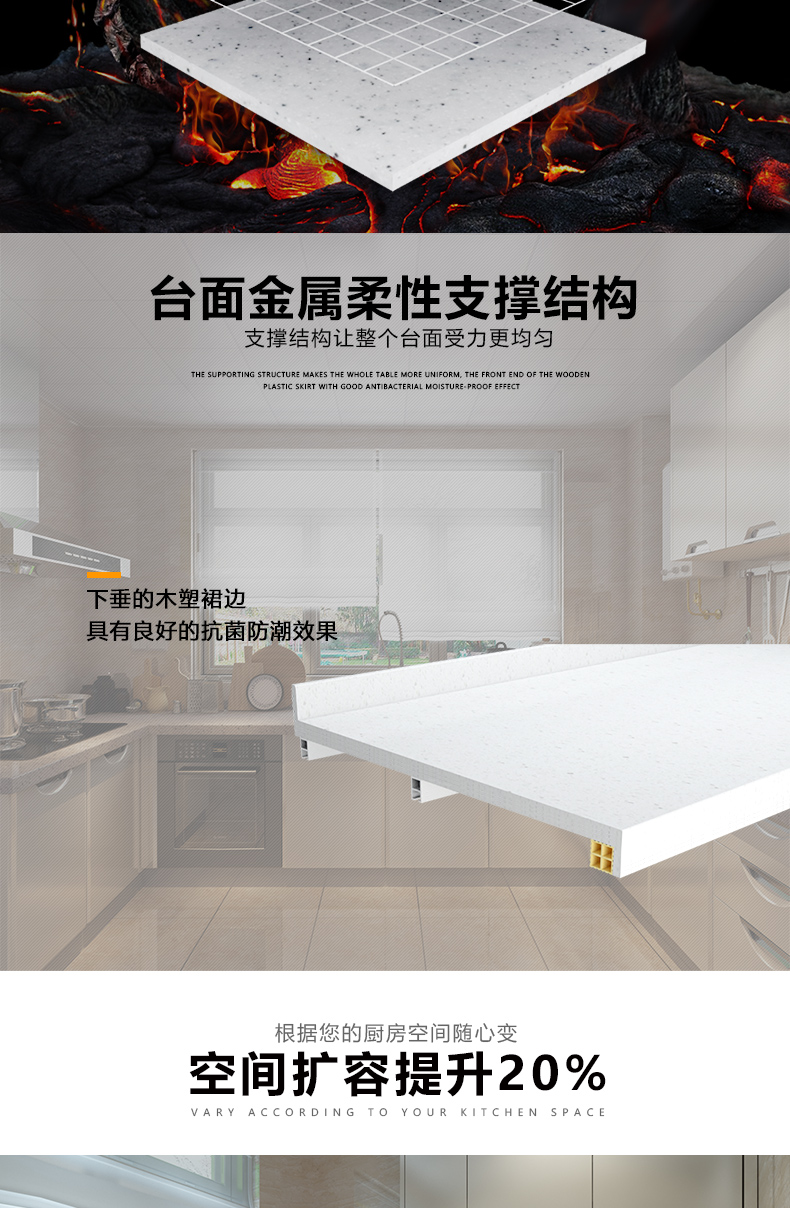 台面金属柔性支撑结构
支撑结构让整个台面受力更均匀
THE SUPPORTING STRUCTURE MAKES THE WHOLE TABLE MORE UNIFORM, THE FRONT END OF THE WOODEN
PLASTIC SKIRT WITH GOOD ANTIBACTERIAL MOISTURE-PROOF EFFECT
下垂的木塑裙边
具有良好的抗菌防潮效果
根据您的厨房空间随心变
空间扩容提升20%
VARY ACCORDING TO YOUR KITCHEN SPACE